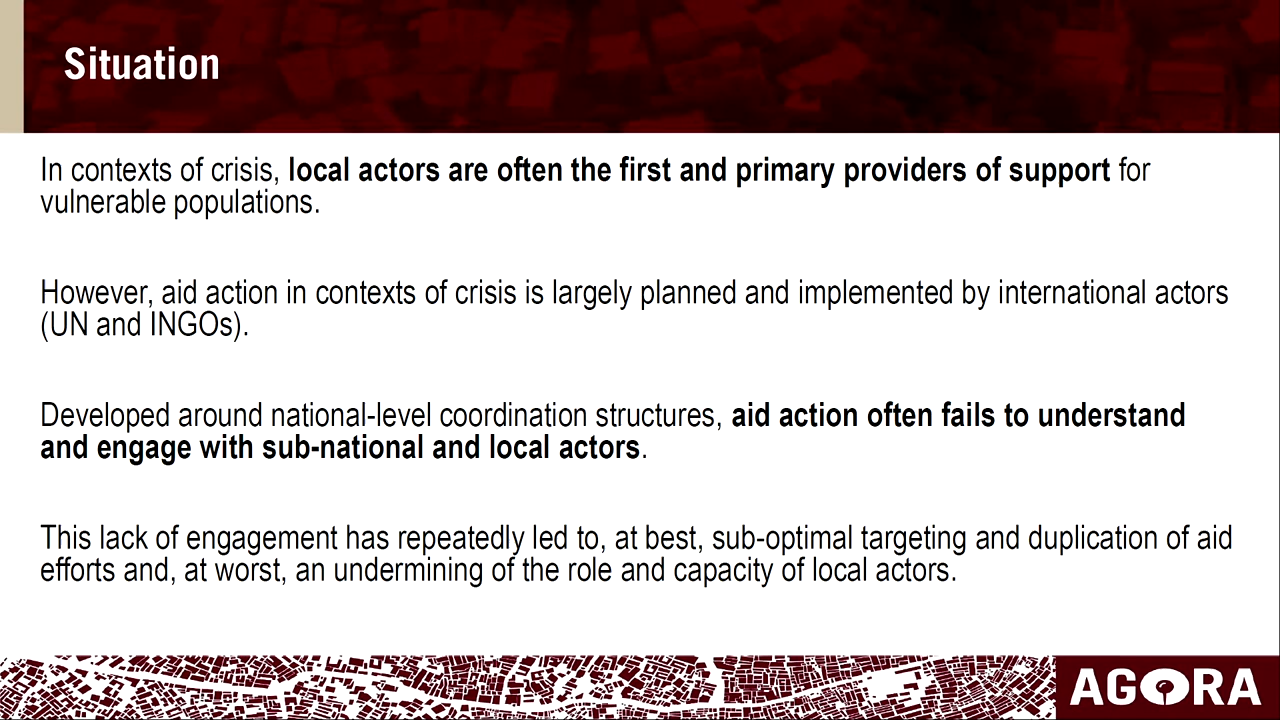 Situation
In contexts of crisis, local actors are often the first and primary providers of support for
vulnerable populations.
However, aid action in contexts of crisis is largely planned and implemented by international actors
(UN and INGOs).
Developed around national-level coordination structures, aid action often fails to understand
and engage with sub-national and local actors.
This lack of engagement has repeatedly led to, at best, sub-optimal targeting and duplication of aid
efforts and, at worst, an undermining of the role and capacity of local actors.
AGORA